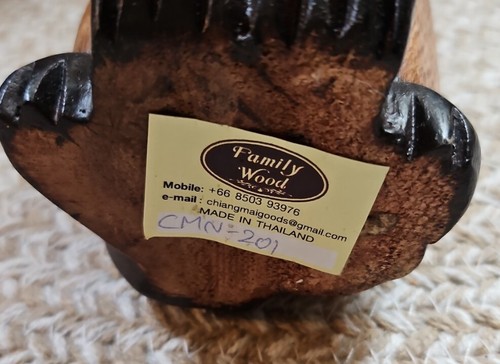 Family
Wood
Mobile: +66 8503 93976
e-mail : chiangmaigoods@gmail.com
MADE IN THAILAND
CMN-201